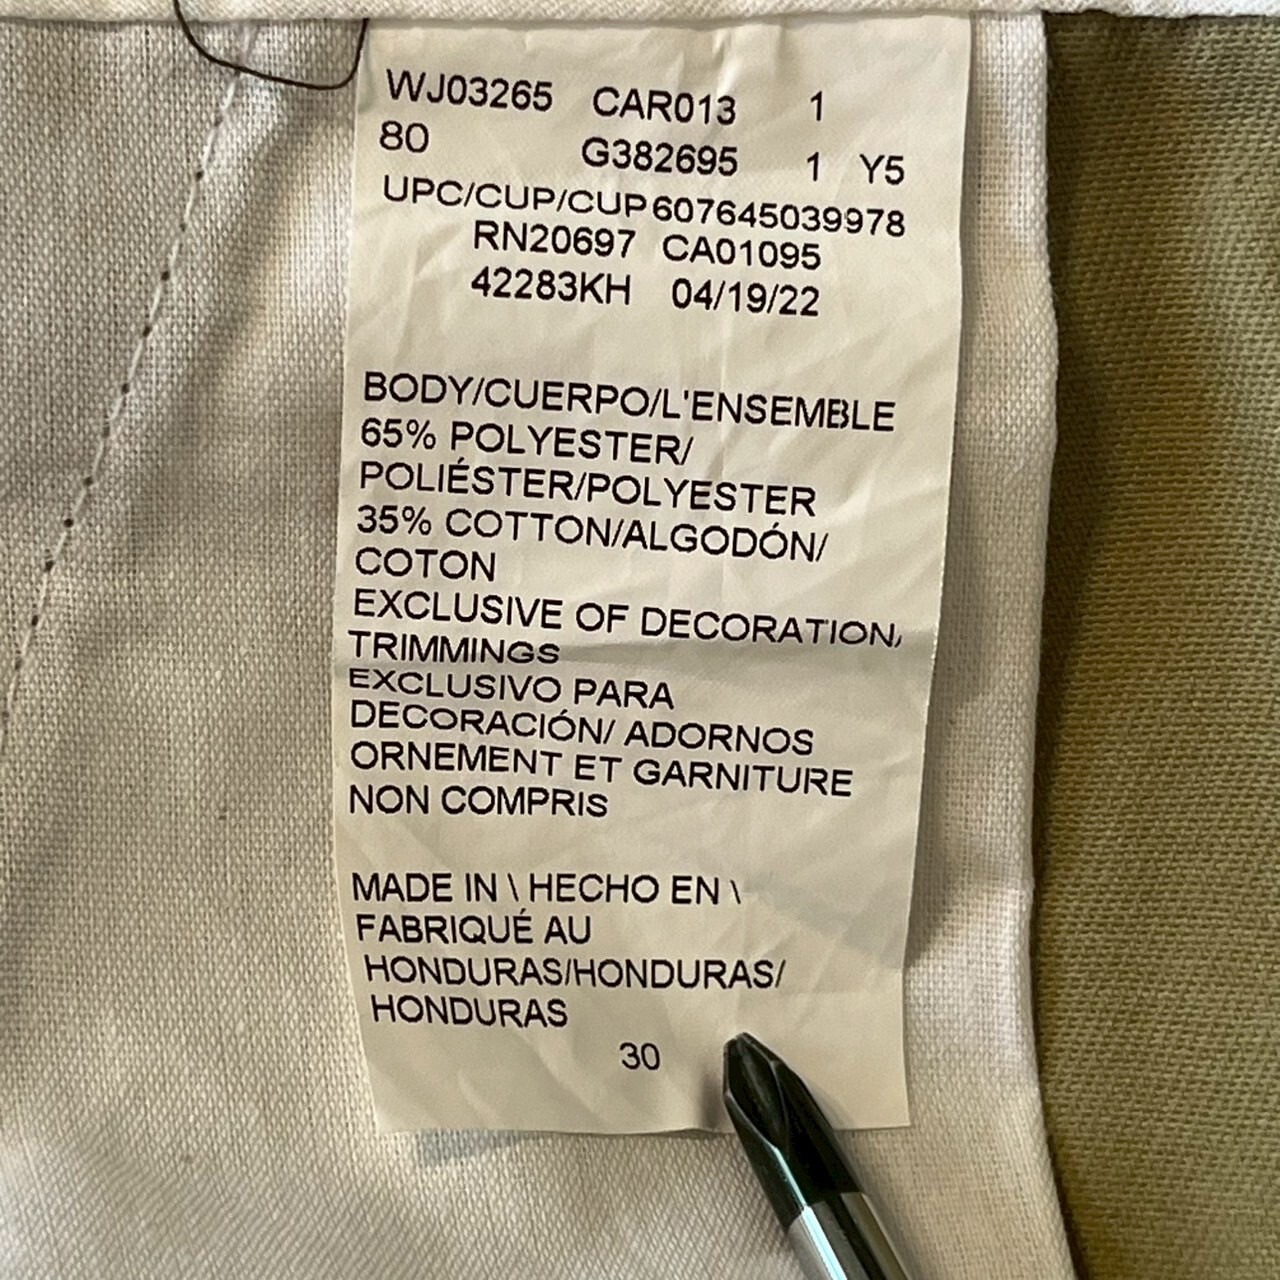 WJ03265 CAR013 1
80 G382695 1 Y5
UPC/CUP/CUP 607645039978
RN20697 CA01095
42283KH 04/19/22
BODY/CUERPO/L'ENSEMBLE
65% POLYESTER/
POLIÉSTER/POLYESTER
35% COTTON/ALGODÓN/
COTON
EXCLUSIVE OF DECORATION,
TRIMMINGS
EXCLUSIVO PARA
DECORACIÓN/ ADORNOS
ORNEMENT ET GARNITURE
NON COMPRIS
MADE IN \ HECHO EN \
FABRIQUÉ AU
HONDURAS/HONDURAS/
HONDURAS
30